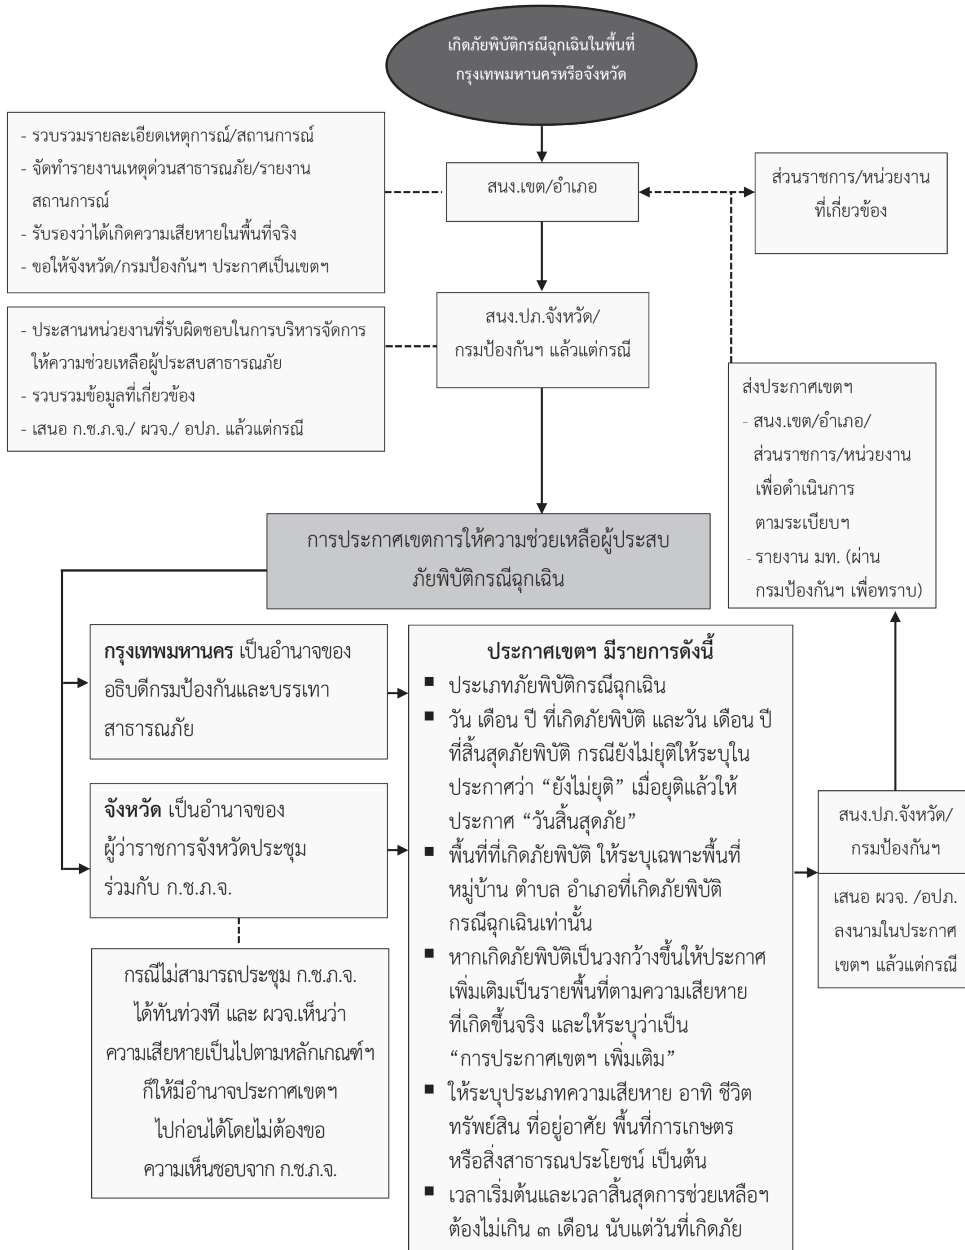 เกิดภัยพิบัติกรณีฉุกเฉินในพื้นที่
กรุงเทพมหานครหรือจังหวัด
- รวบรวมรายละเอียดเหตุการณ์/สถานการณ์
- จัดทำรายงานเหตุด่วนสาธารณภัย/รายงาน
สถานการณ์
- รับรองว่าได้เกิดความเสียหายในพื้นที่จริง
- ขอให้จังหวัด/กรมป้องกันฯ ประกาศเป็นเขตฯ
สนง.เขต/อำเภอ
ส่วนราชการ/หน่วยงาน
ที่เกี่ยวข้อง
- ประสานหน่วยงานที่รับผิดชอบในการบริหารจัดการ
ให้ความช่วยเหลือผู้ประสบสาธารณภัย
- รวบรวมข้อมูลที่เกี่ยวข้อง
- เสนอ ก.ช.ภ.จ./ ผวจ./ อปภ. แล้วแต่กรณี
สนง.ปภ.จังหวัด/
กรมป้องกันฯ แล้วแต่กรณี
ส่งประกาศเขตฯ
- สนง.เขต/อำเภอ/
ส่วนราชการ/หน่วยงาน
เพื่อดำเนินการ
ตามระเบียบฯ
- รายงาน มท. (ผ่าน
กรมป้องกันฯ เพื่อทราบ)
การประกาศเขตการให้ความช่วยเหลือผู้ประสบ
ภัยพิบัติกรณีฉุกเฉิน
กรุงเทพมหานคร เป็นอำนาจของ
อธิบดีกรมป้องกันและบรรเทา
สาธารณภัย
จังหวัด เป็นอำนาจของ
ผู้ว่าราชการจังหวัดประชุม
ร่วมกับ ก.ช.ภ.จ.
กรณีไม่สามารถประชุม ก.ช.ภ.จ.
ได้ทันท่วงที และ ผวจ.เห็นว่า
ความเสียหายเป็นไปตามหลักเกณฑ์ฯ
ก็ให้มีอำนาจประกาศเขตฯ
ไปก่อนได้โดยไม่ต้องขอ
ความเห็นชอบจาก ก.ช.ภ.จ.
ประกาศเขตฯ มีรายการดังนี้
▪ ประเภทภัยพิบัติกรณีฉุกเฉิน
▪ วัน เดือน ปี ที่เกิดภัยพิบัติ และวัน เดือน ปี
ที่สิ้นสุดภัยพิบัติ กรณียังไม่ยุติให้ระบุใน
ประกาศว่า “ยังไม่ยุติ” เมื่อยุติแล้วให้
ประกาศ “วันสิ้นสุดภัย”
▪ พื้นที่ที่เกิดภัยพิบัติ ให้ระบุเฉพาะพื้นที่
หมู่บ้าน ตำบล อำเภอที่เกิดภัยพิบัติ
กรณีฉุกเฉินเท่านั้น
▪ หากเกิดภัยพิบัติเป็นวงกว้างขึ้นให้ประกาศ
เพิ่มเติมเป็นรายพื้นที่ตามความเสียหาย
ที่เกิดขึ้นจริง และให้ระบุว่าเป็น
“การประกาศเขตฯ เพิ่มเติม”
▪ ให้ระบุประเภทความเสียหาย อาทิ ชีวิต
ทรัพย์สิน ที่อยู่อาศัย พื้นที่การเกษตร
หรือสิ่งสาธารณประโยชน์ เป็นต้น
▪ เวลาเริ่มต้นและเวลาสิ้นสุดการช่วยเหลือฯ
ต้องไม่เกิน ๓ เดือน นับแต่วันที่เกิดภัย
สนง.ปภ.จังหวัด/
กรมป้องกันฯ
เสนอ ผวจ. /อปภ.
ลงนามในประกาศ
เขตฯ แล้วแต่กรณี